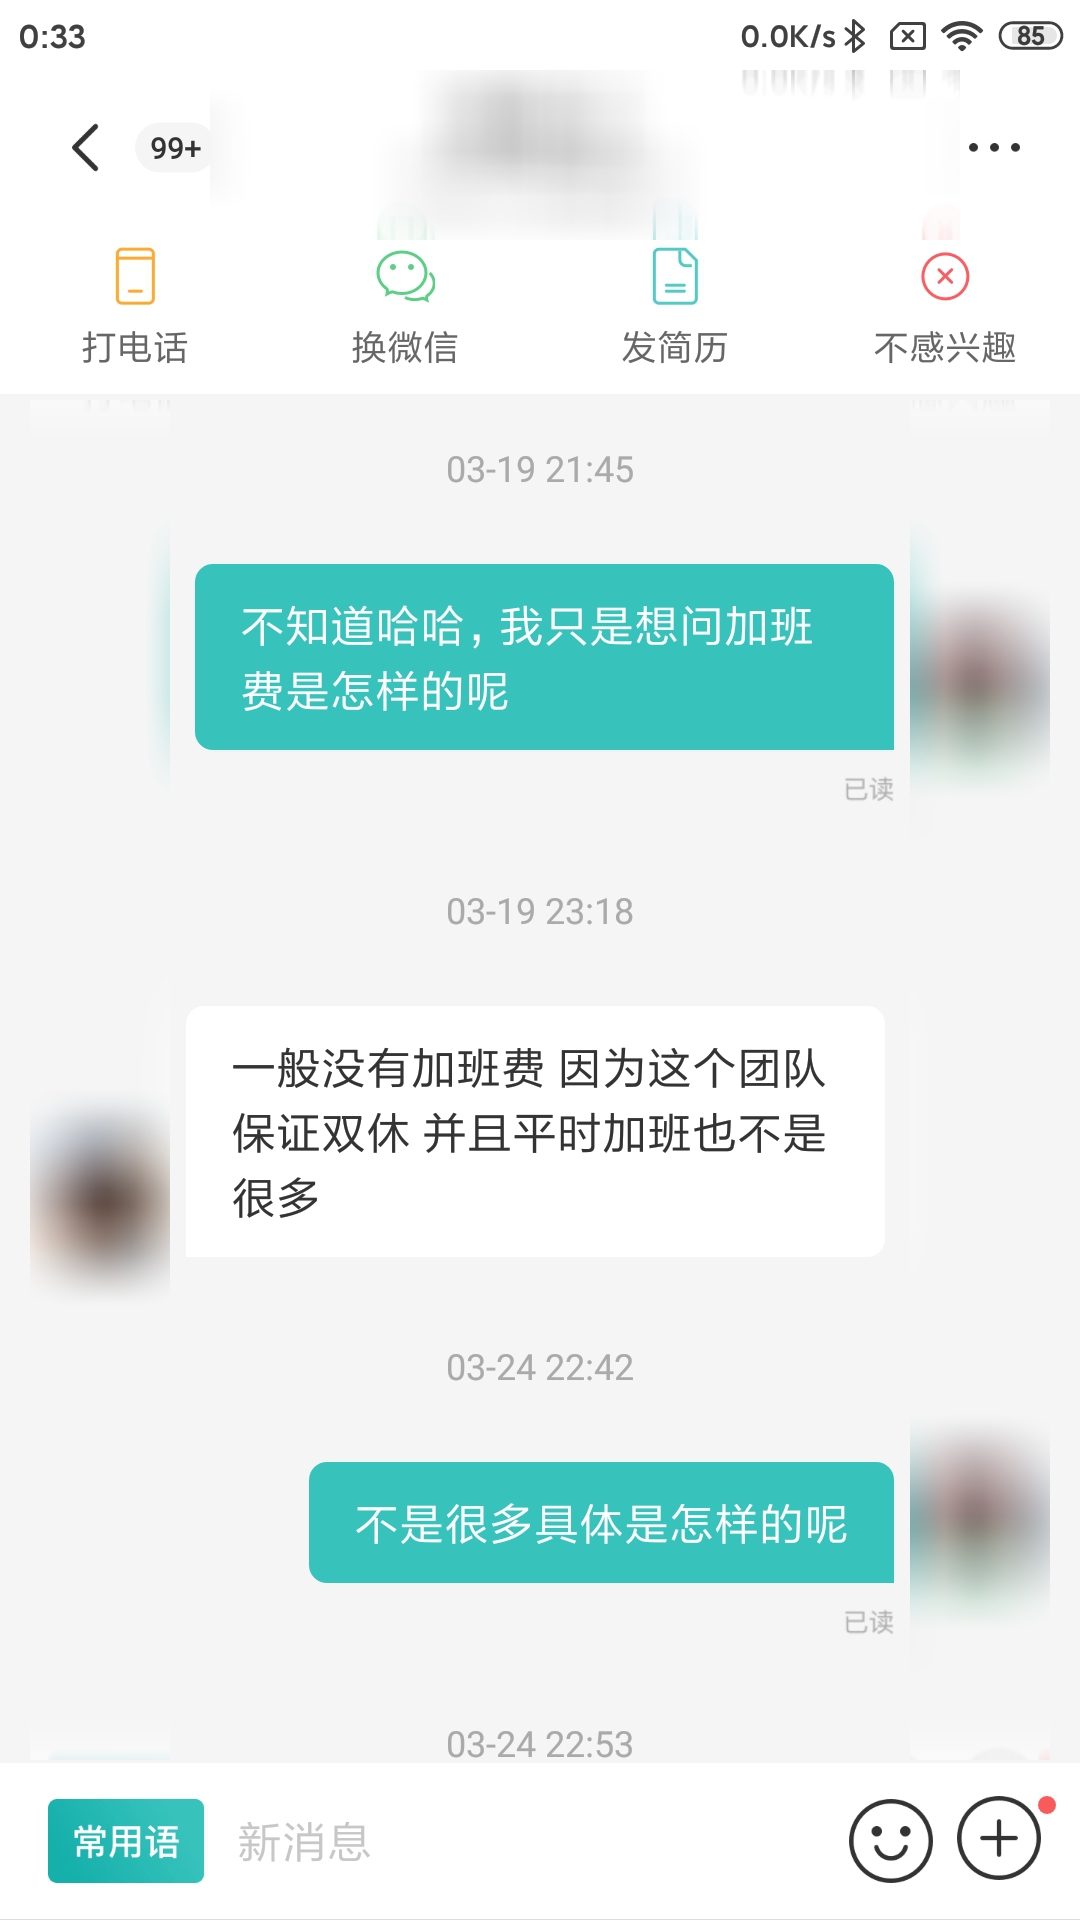 0:33
0.0K/s
85
99+
打电话
换微信
发简历
不感兴趣
03-19 21:45
不知道哈哈，我只是想问加班
费是怎样的呢
已读
03-19 23:18
一般没有加班费 因为这个团队
保证双休 并且平时加班也不是
很多
03-24 22:42
不是很多具体是怎样的呢
已读
03-24 22:53
常用语
新消息